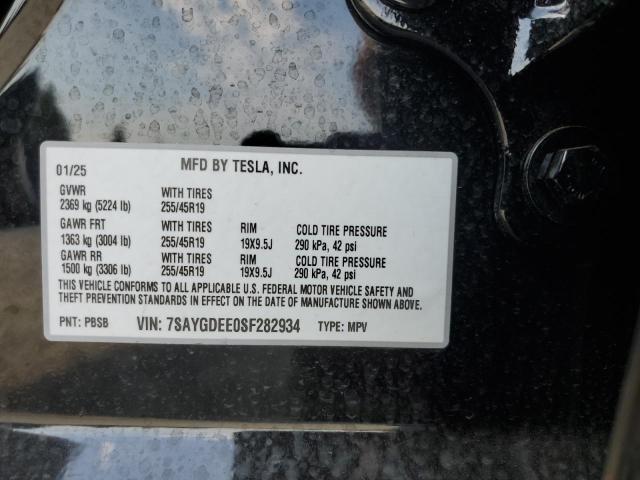 01/25 MFD BY TESLA, INC.
GVWR WITH TIRES
2369 kg (5224 lb) 255/45R19
GAWR FRT WITH TIRES RIM COLD TIRE PRESSURE
1363 kg (3004 lb) 255/45R19 19X9.5J 290 kPa, 42 psi
GAWR RR WITH TIRES RIM COLD TIRE PRESSURE
1500 kg (3306 lb) 255/45R19 19X9.5J 290 kPa, 42 psi
THIS VEHICLE CONFORMS TO ALL APPLICABLE U.S. FEDERAL MOTOR VEHICLE SAFETY AND
THEFT PREVENTION STANDARDS IN EFFECT ON THE DATE OF MANUFACTURE SHOWN ABOVE.
PNT: PBSB VIN: 7SAYGDEE0SF282934 TYPE: MPV